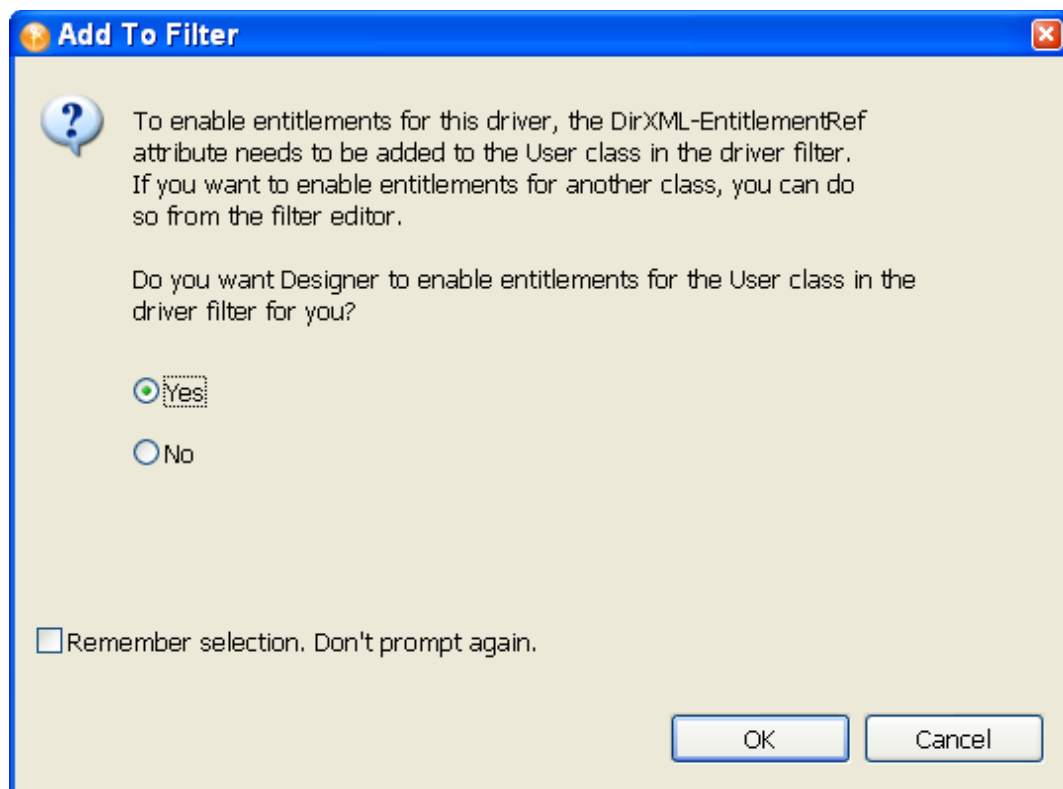 Add To Filter
To enable entitlements for this driver, the DirXML-EntitlementRef
attribute needs to be added to the User class in the driver filter.
If you want to enable entitlements for another class, you can do
so from the filter editor.
Do you want Designer to enable entitlements for the User class in the
driver filter for you?
Yes
No
Remember selection. Don't prompt again.
OK
Cancel